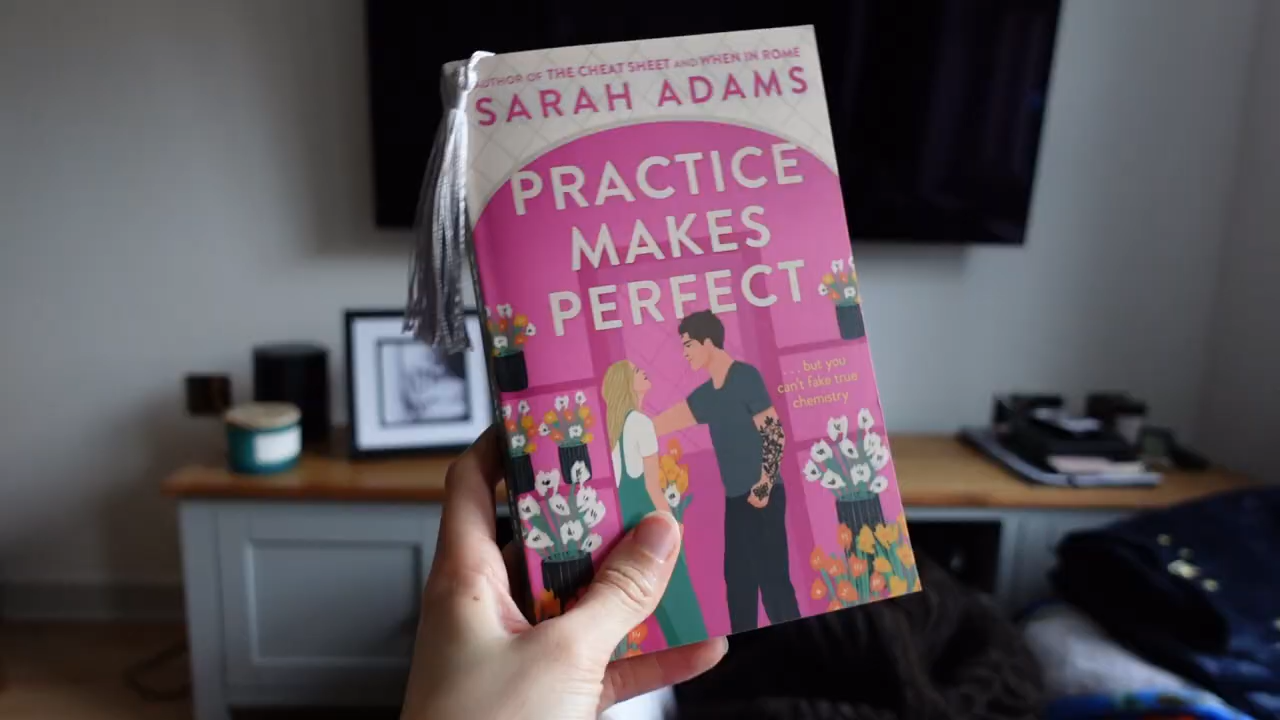 AUTHOR OF THE CHEAT SHEET AND WHEN IN ROME
SARAH ADAMS
PRACTICE
MAKES
PERFECT
...but you
can't fake true
chemistry